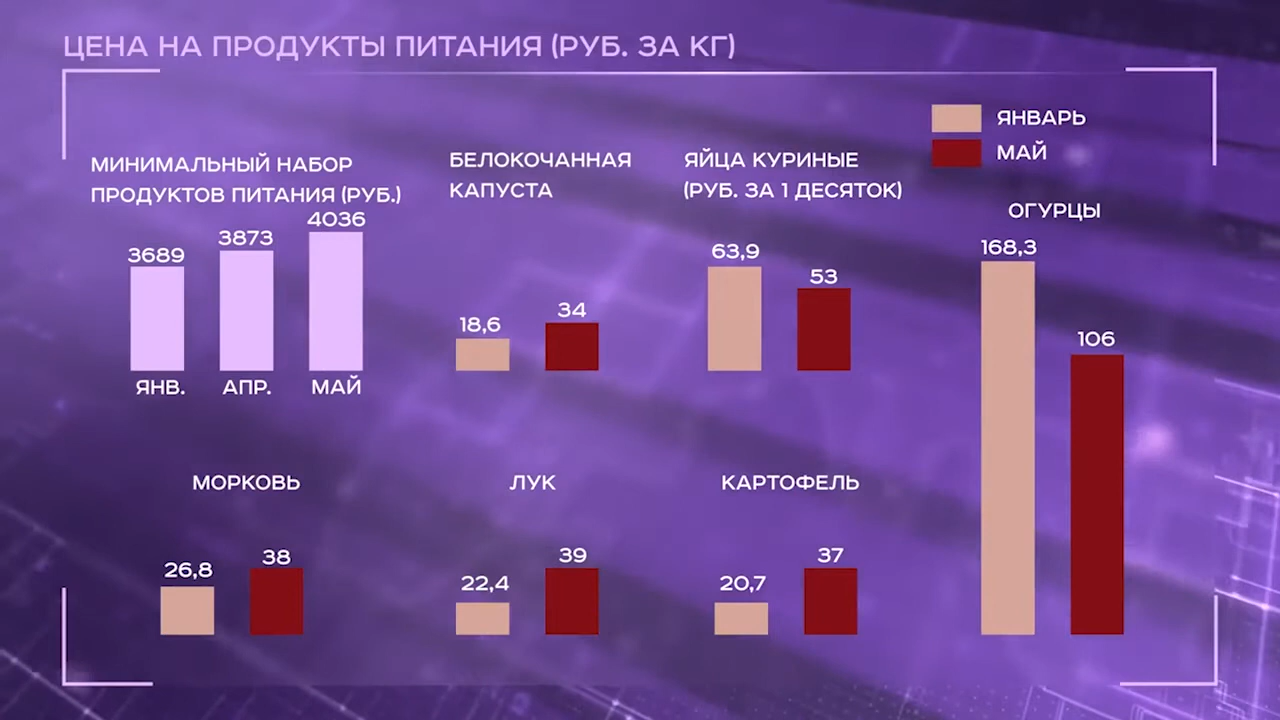 ЦЕНА НА ПРОДУКТЫ ПИТАНИЯ (РУБ. ЗА КГ)
ЯНВАРЬ
МАЙ
МИНИМАЛЬНЫЙ НАБОР
ПРОДУКТОВ ПИТАНИЯ (РУБ.)
3689
3873
4036
ЯНВ.
АПР.
МАЙ
БЕЛОКОЧАННАЯ
КАПУСТА
18,6
34
ЯЙЦА КУРИНЫЕ
(РУБ. ЗА 1 ДЕСЯТОК)
63,9
53
ОГУРЦЫ
168,3
106
МОРКОВЬ
26,8
38
ЛУК
22,4
39
КАРТОФЕЛЬ
20,7
37